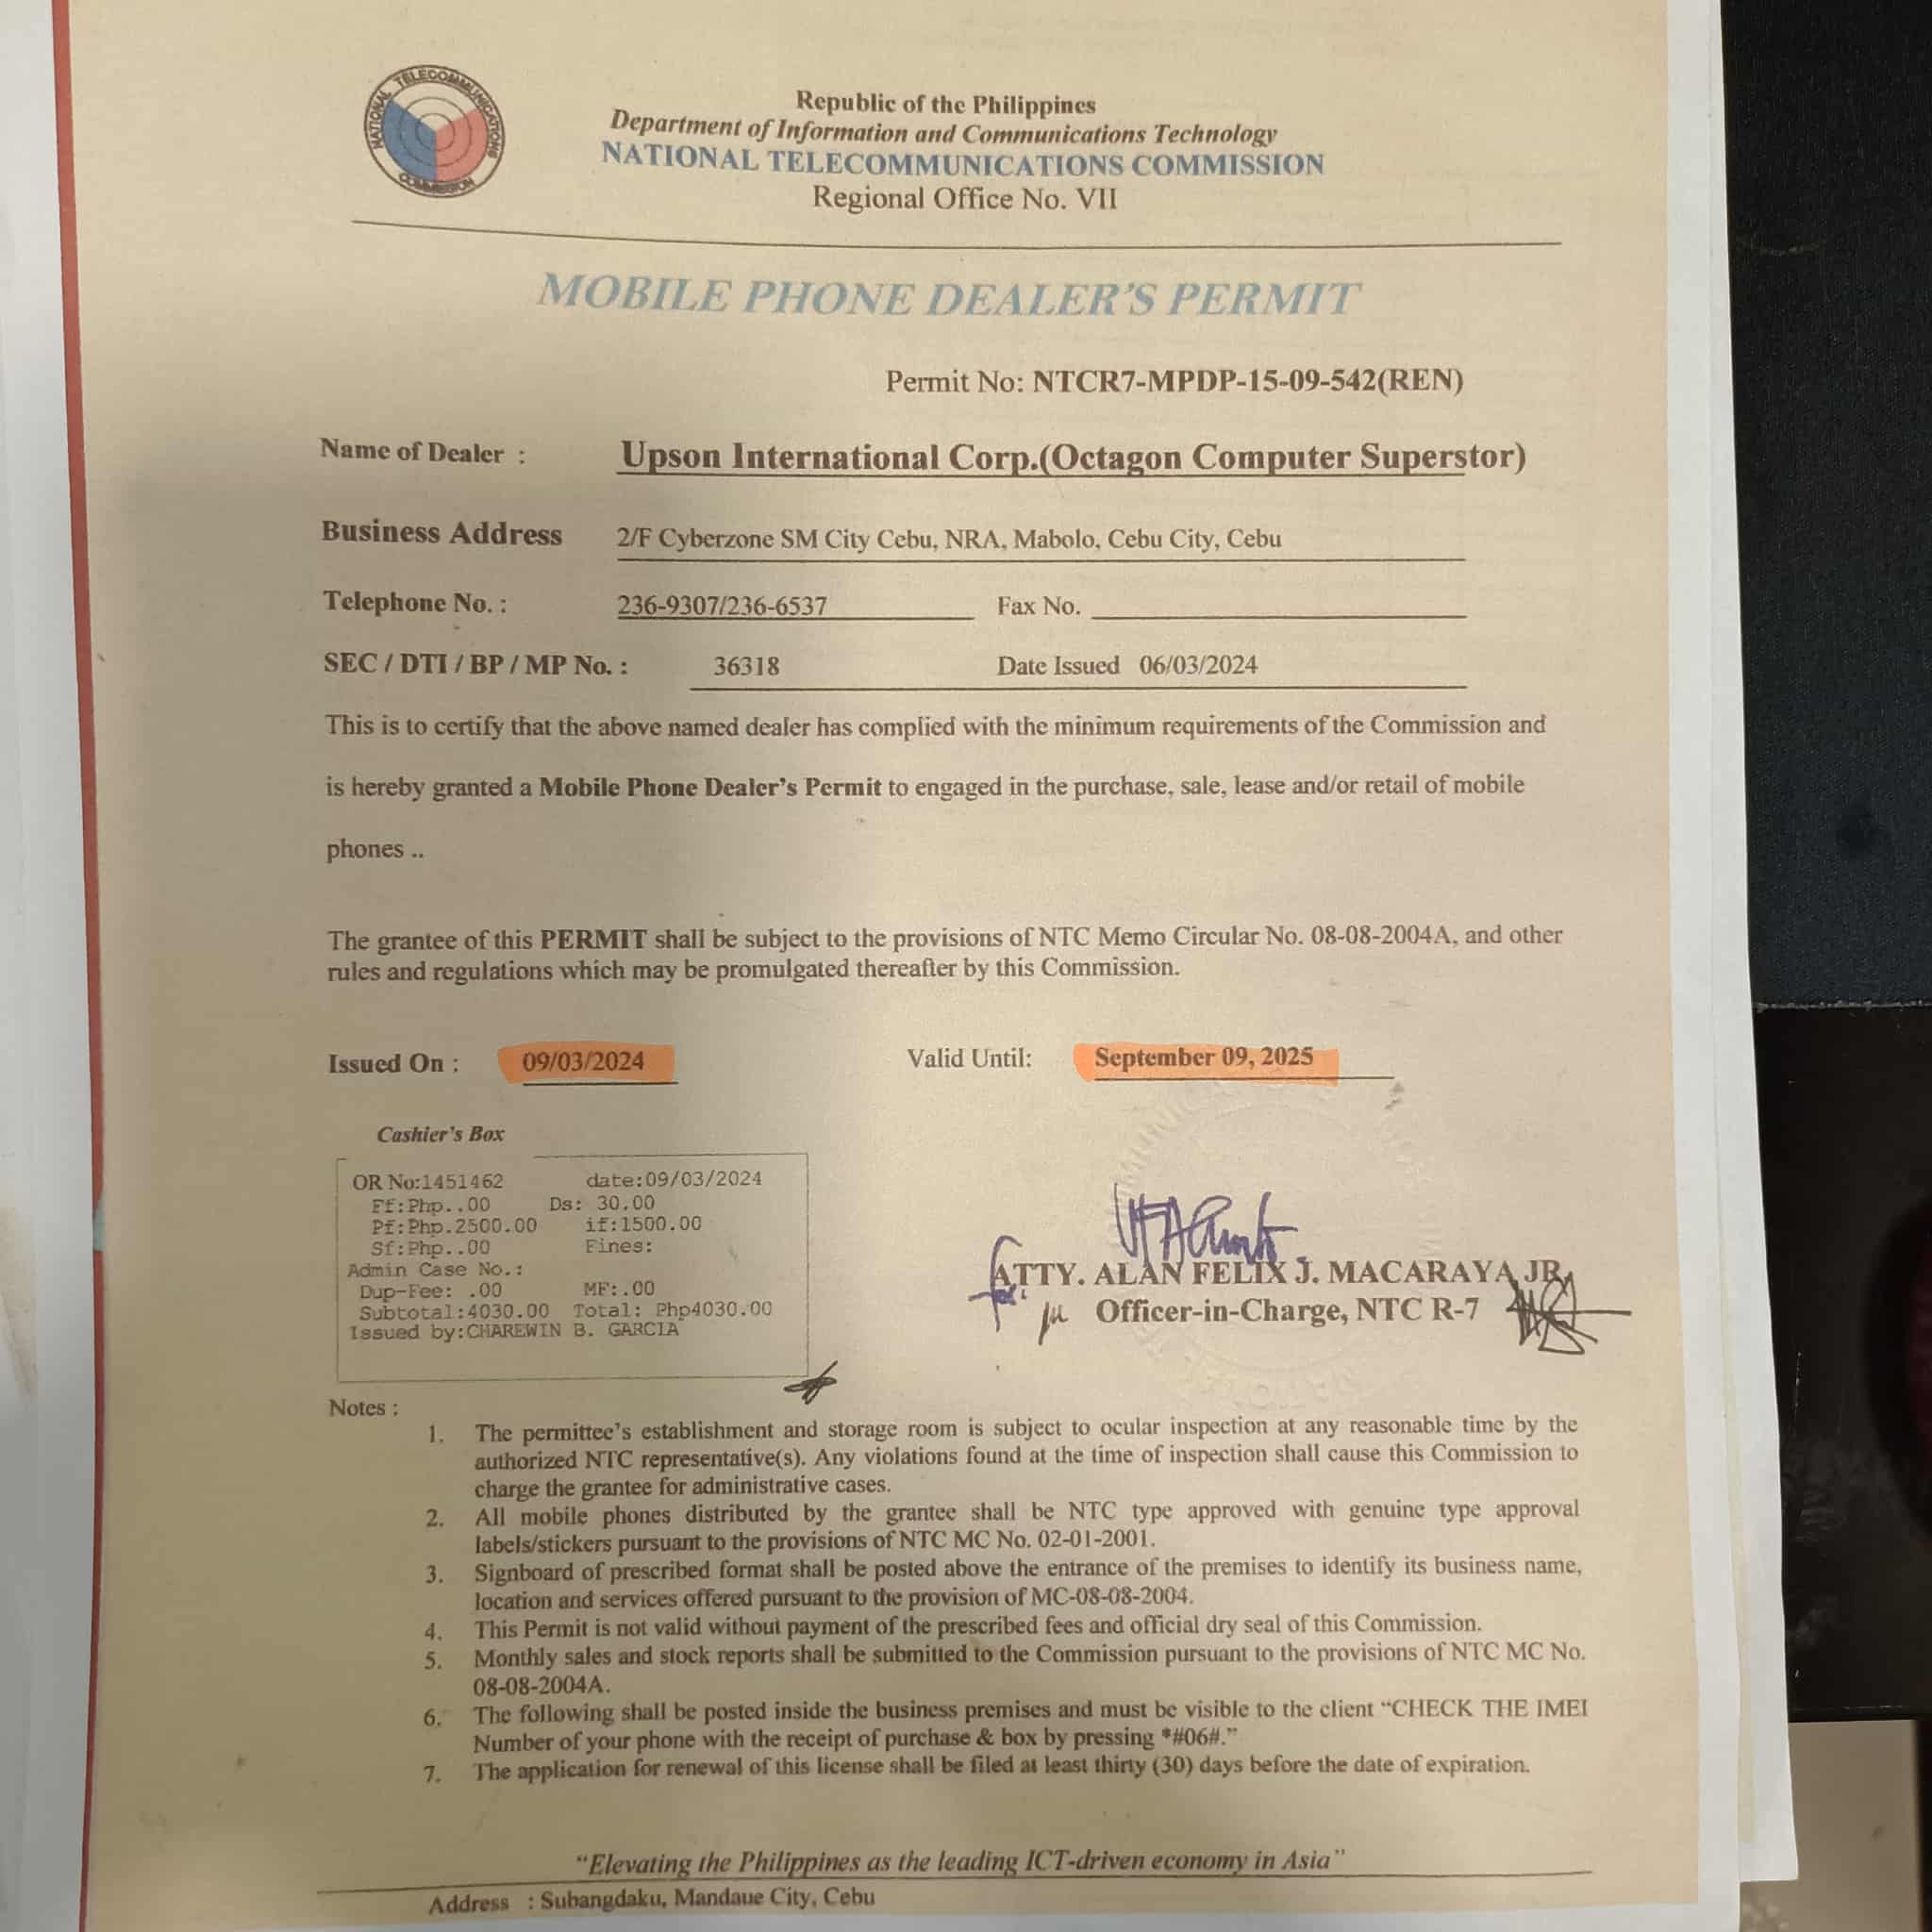 NATIONAL TELECOMMUNICATIONS COMMISSION
Republic of the Philippines
Department of Information and Communications Technology
NATIONAL TELECOMMUNICATIONS COMMISSION
Regional Office No. VII
MOBILE PHONE DEALER'S PERMIT
Permit No: NTCR7-MPDP-15-09-542(REN)
Name of Dealer : Upson International Corp.(Octagon Computer Superstor)
Business Address 2/F Cyberzone SM City Cebu, NRA, Mabolo, Cebu City, Cebu
Telephone No. : 236-9307/236-6537 Fax No.
SEC / DTI / BP / MP No. : 36318 Date Issued 06/03/2024
This is to certify that the above named dealer has complied with the minimum requirements of the Commission and
is hereby granted a Mobile Phone Dealer's Permit to engaged in the purchase, sale, lease and/or retail of mobile
phones ..
The grantee of this PERMIT shall be subject to the provisions of NTC Memo Circular No. 08-08-2004A, and other
rules and regulations which may be promulgated thereafter by this Commission.
Issued On : 09/03/2024 Valid Until: September 09, 2025
Cashier's Box
OR No:1451462 date:09/03/2024
Ff:Php..00 Ds: 30.00
Pf:Php.2500.00 if:1500.00
Sf:Php..00 Fines:
Admin Case No.:
Dup-Fee: .00 MF:.00
Subtotal:4030.00 Total: Php4030.00
Issued by:CHAREWIN B. GARCIA
ATTY. ALAN FELIX J. MACARAYA JR.
Officer-in-Charge, NTC R-7
Notes :
1. The permittee's establishment and storage room is subject to ocular inspection at any reasonable time by the
authorized NTC representative(s). Any violations found at the time of inspection shall cause this Commission to
charge the grantee for administrative cases.
2. All mobile phones distributed by the grantee shall be NTC type approved with genuine type approval
labels/stickers pursuant to the provisions of NTC MC No. 02-01-2001.
3. Signboard of prescribed format shall be posted above the entrance of the premises to identify its business name,
location and services offered pursuant to the provision of MC-08-08-2004.
4. This Permit is not valid without payment of the prescribed fees and official dry seal of this Commission.
5. Monthly sales and stock reports shall be submitted to the Commission pursuant to the provisions of NTC MC No.
08-08-2004A.
6. The following shall be posted inside the business premises and must be visible to the client "CHECK THE IMEI
Number of your phone with the receipt of purchase & box by pressing *#06#."
7. The application for renewal of this license shall be filed at least thirty (30) days before the date of expiration.
"Elevating the Philippines as the leading ICT-driven economy in Asia"
Address : Subangdaku, Mandaue City, Cebu